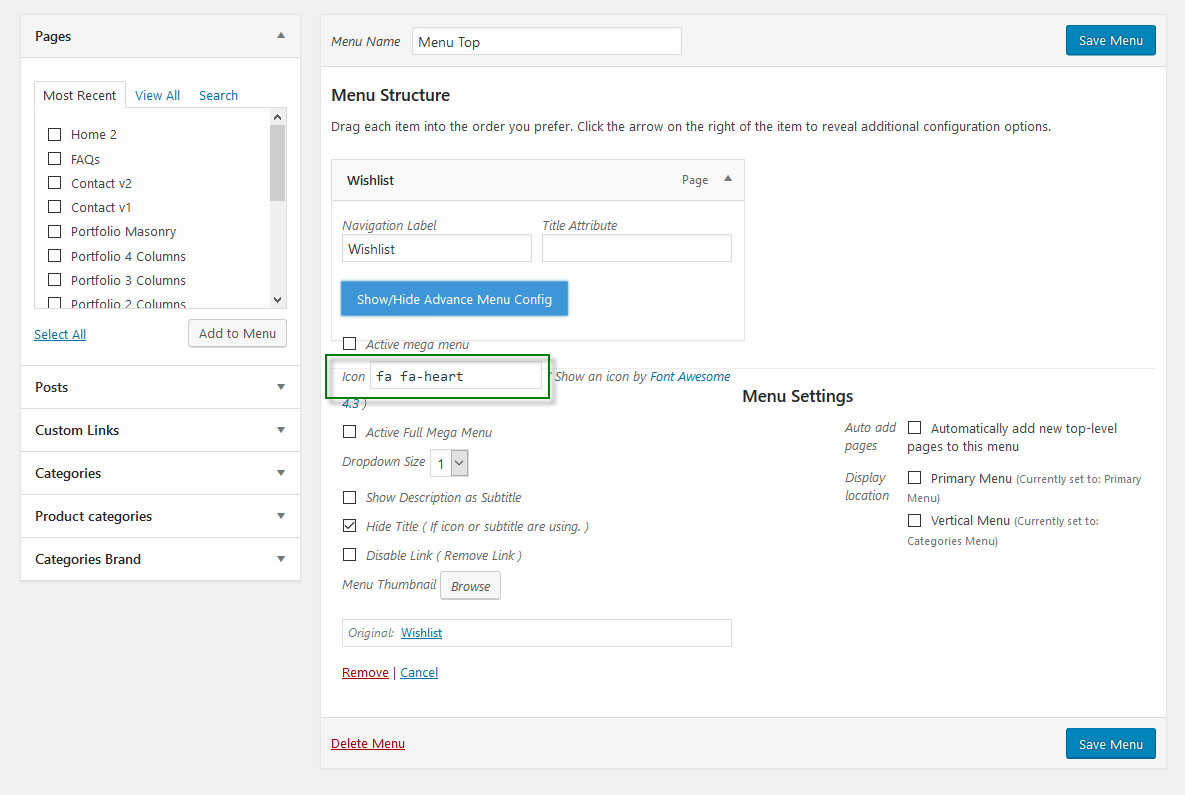 Pages
Most Recent View All Search
Home 2
FAQs
Contact v2
Contact v1
Portfolio Masonry
Portfolio 4 Columns
Portfolio 3 Columns
Portfolio 2 Columns
Select All Add to Menu
Posts
Custom Links
Categories
Product categories
Categories Brand
Menu Name Menu Top Save Menu
Menu Structure
Drag each item into the order you prefer. Click the arrow on the right of the item to reveal additional configuration options.
Wishlist Page
Navigation Label Title Attribute
Wishlist
Show/Hide Advance Menu Config
Active mega menu
Icon fa fa-heart ( Show an icon by Font Awesome
4.3 )
Active Full Mega Menu
Dropdown Size 1
Show Description as Subtitle
Hide Title ( If icon or subtitle are using. )
Disable Link ( Remove Link )
Menu Thumbnail Browse
Original: Wishlist
Remove | Cancel
Menu Settings
Auto add
pages
Automatically add new top-level
pages to this menu
Display
location
Primary Menu (Currently set to: Primary
Menu)
Vertical Menu (Currently set to:
Categories Menu)
Delete Menu Save Menu